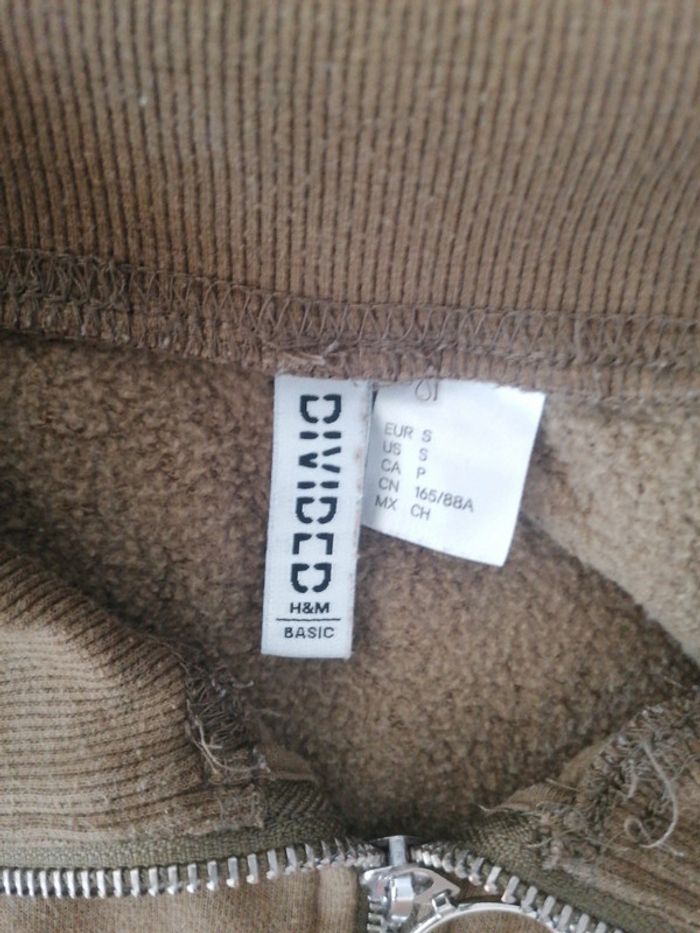 DIVIDED
H&M
BASIC
EUR S
US S
CA P
CN 165/88A
MX CH